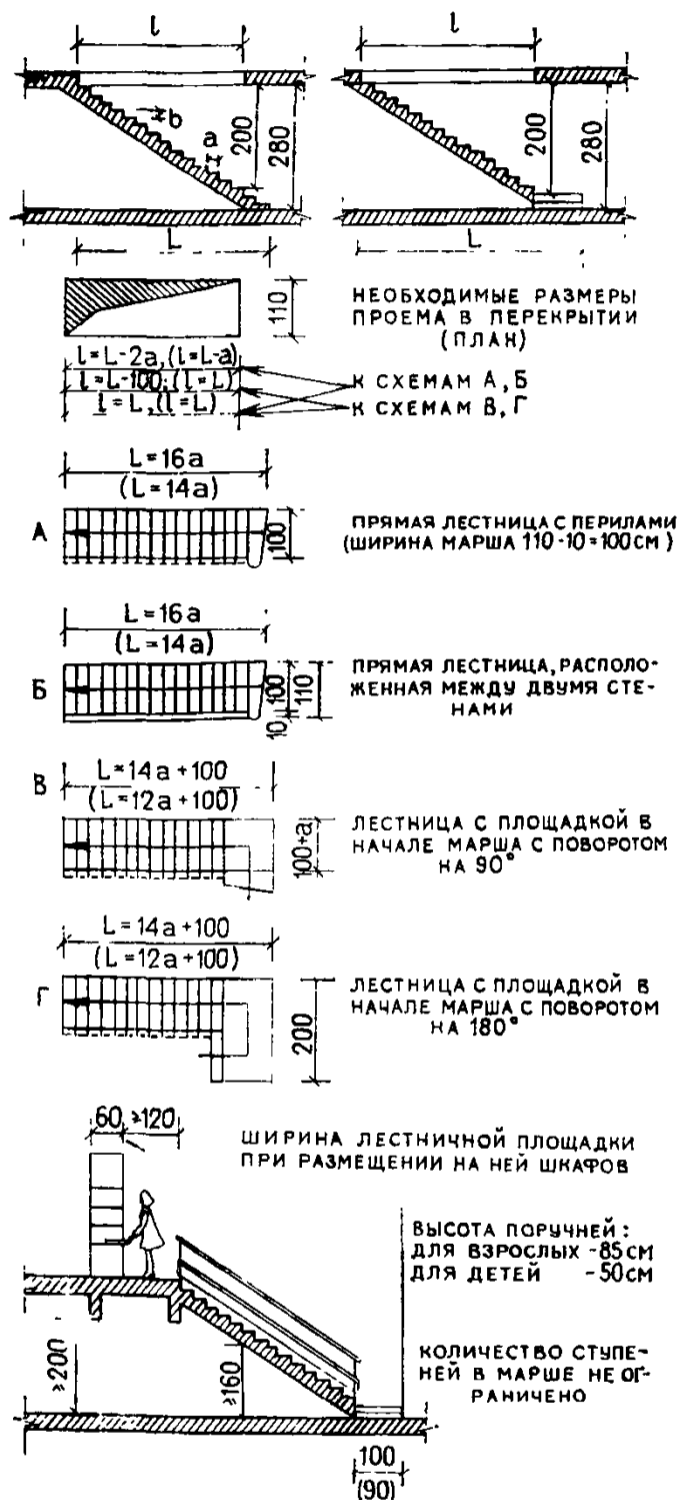 l
l
b
a
200
280
200
280
L
L
110
НЕОБХОДИМЫЕ РАЗМЕРЫ
ПРОЕМА В ПЕРЕКРЫТИИ
(ПЛАН)
l=L-2a,(l=L-a)
l=L-100;(l=L)
l=L,(l=L)
К СХЕМАМ А,Б
К СХЕМАМ В,Г
L=16a
(L=14a)
А
100
ПРЯМАЯ ЛЕСТНИЦА С ПЕРИЛАМИ
(ШИРИНА МАРША 110-10=100СМ)
L=16a
(L=14a)
Б
10 100
110
ПРЯМАЯ ЛЕСТНИЦА, РАСПОЛО-
ЖЕННАЯ МЕЖДУ ДВУМЯ СТЕ-
НАМИ
В
L=14a+100
(L=12a+100)
100+a
ЛЕСТНИЦА С ПЛОЩАДКОЙ В
НАЧАЛЕ МАРША С ПОВОРОТОМ
НА 90°
L=14a+100
(L=12a+100)
Г
200
ЛЕСТНИЦА С ПЛОЩАДКОЙ В
НАЧАЛЕ МАРША С ПОВОРОТОМ
НА 180°
60 ≥120
ШИРИНА ЛЕСТНИЧНОЙ ПЛОЩАДКИ
ПРИ РАЗМЕЩЕНИИ НА НЕЙ ШКАФОВ
ВЫСОТА ПОРУЧНЕЙ:
ДЛЯ ВЗРОСЛЫХ -85СМ
ДЛЯ ДЕТЕЙ -50СМ
≥200
≥160
КОЛИЧЕСТВО СТУПЕ-
НЕЙ В МАРШЕ НЕ ОГ-
РАНИЧЕНО
100
(90)